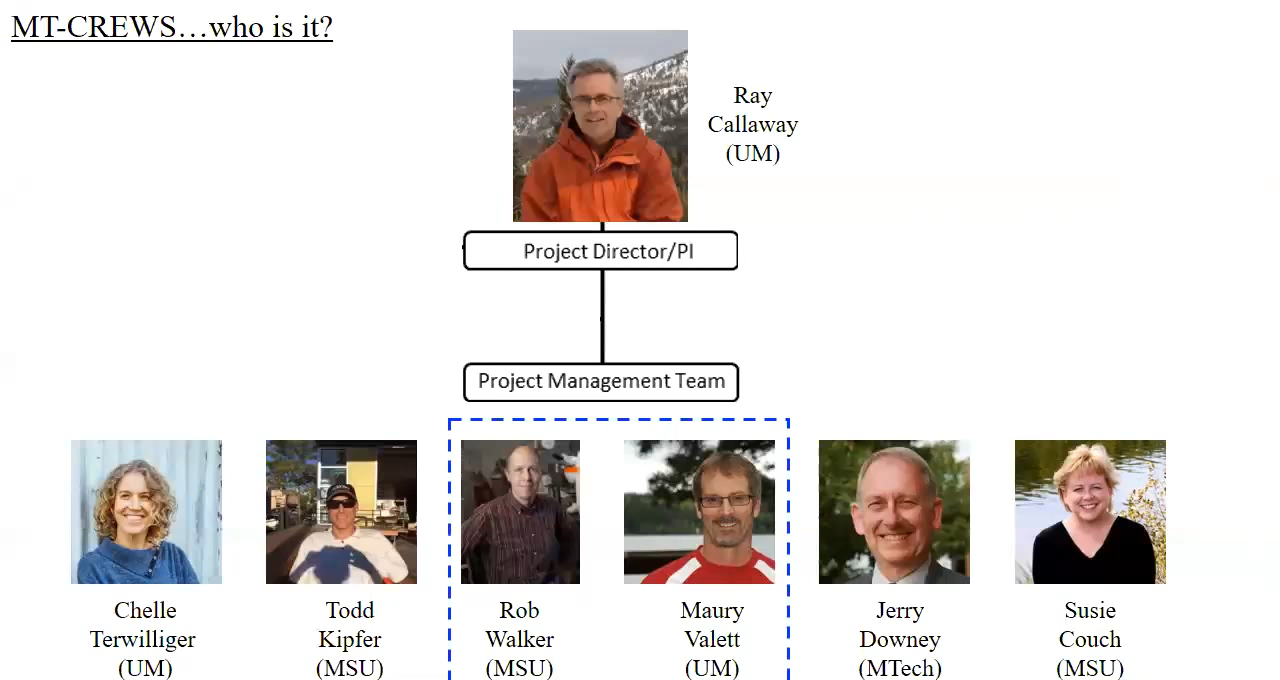 MT-CREWS…who is it?
Ray
Callaway
(UM)
Project Director/PI
Project Management Team
Chelle
Terwilliger
(UM)
Todd
Kipfer
(MSU)
Rob
Walker
(MSU)
Maury
Valett
(UM)
Jerry
Downey
(MTech)
Susie
Couch
(MSU)